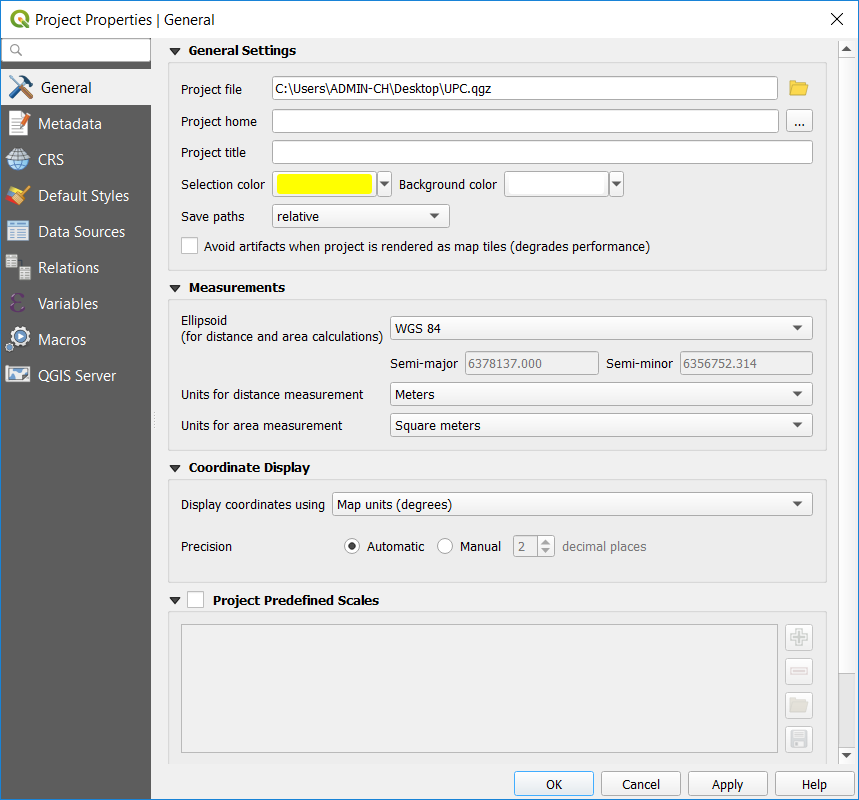 Project Properties | General
General
Metadata
CRS
Default Styles
Data Sources
Relations
Variables
Macros
QGIS Server
General Settings
Project file C:\Users\ADMIN-CH\Desktop\UPC.qgz
Project home ...
Project title
Selection color Background color
Save paths relative
Avoid artifacts when project is rendered as map tiles (degrades performance)
Measurements
Ellipsoid
(for distance and area calculations) WGS 84
Semi-major 6378137.000 Semi-minor 6356752.314
Units for distance measurement Meters
Units for area measurement Square meters
Coordinate Display
Display coordinates using Map units (degrees)
Precision Automatic Manual 2 decimal places
Project Predefined Scales
OK Cancel Apply Help